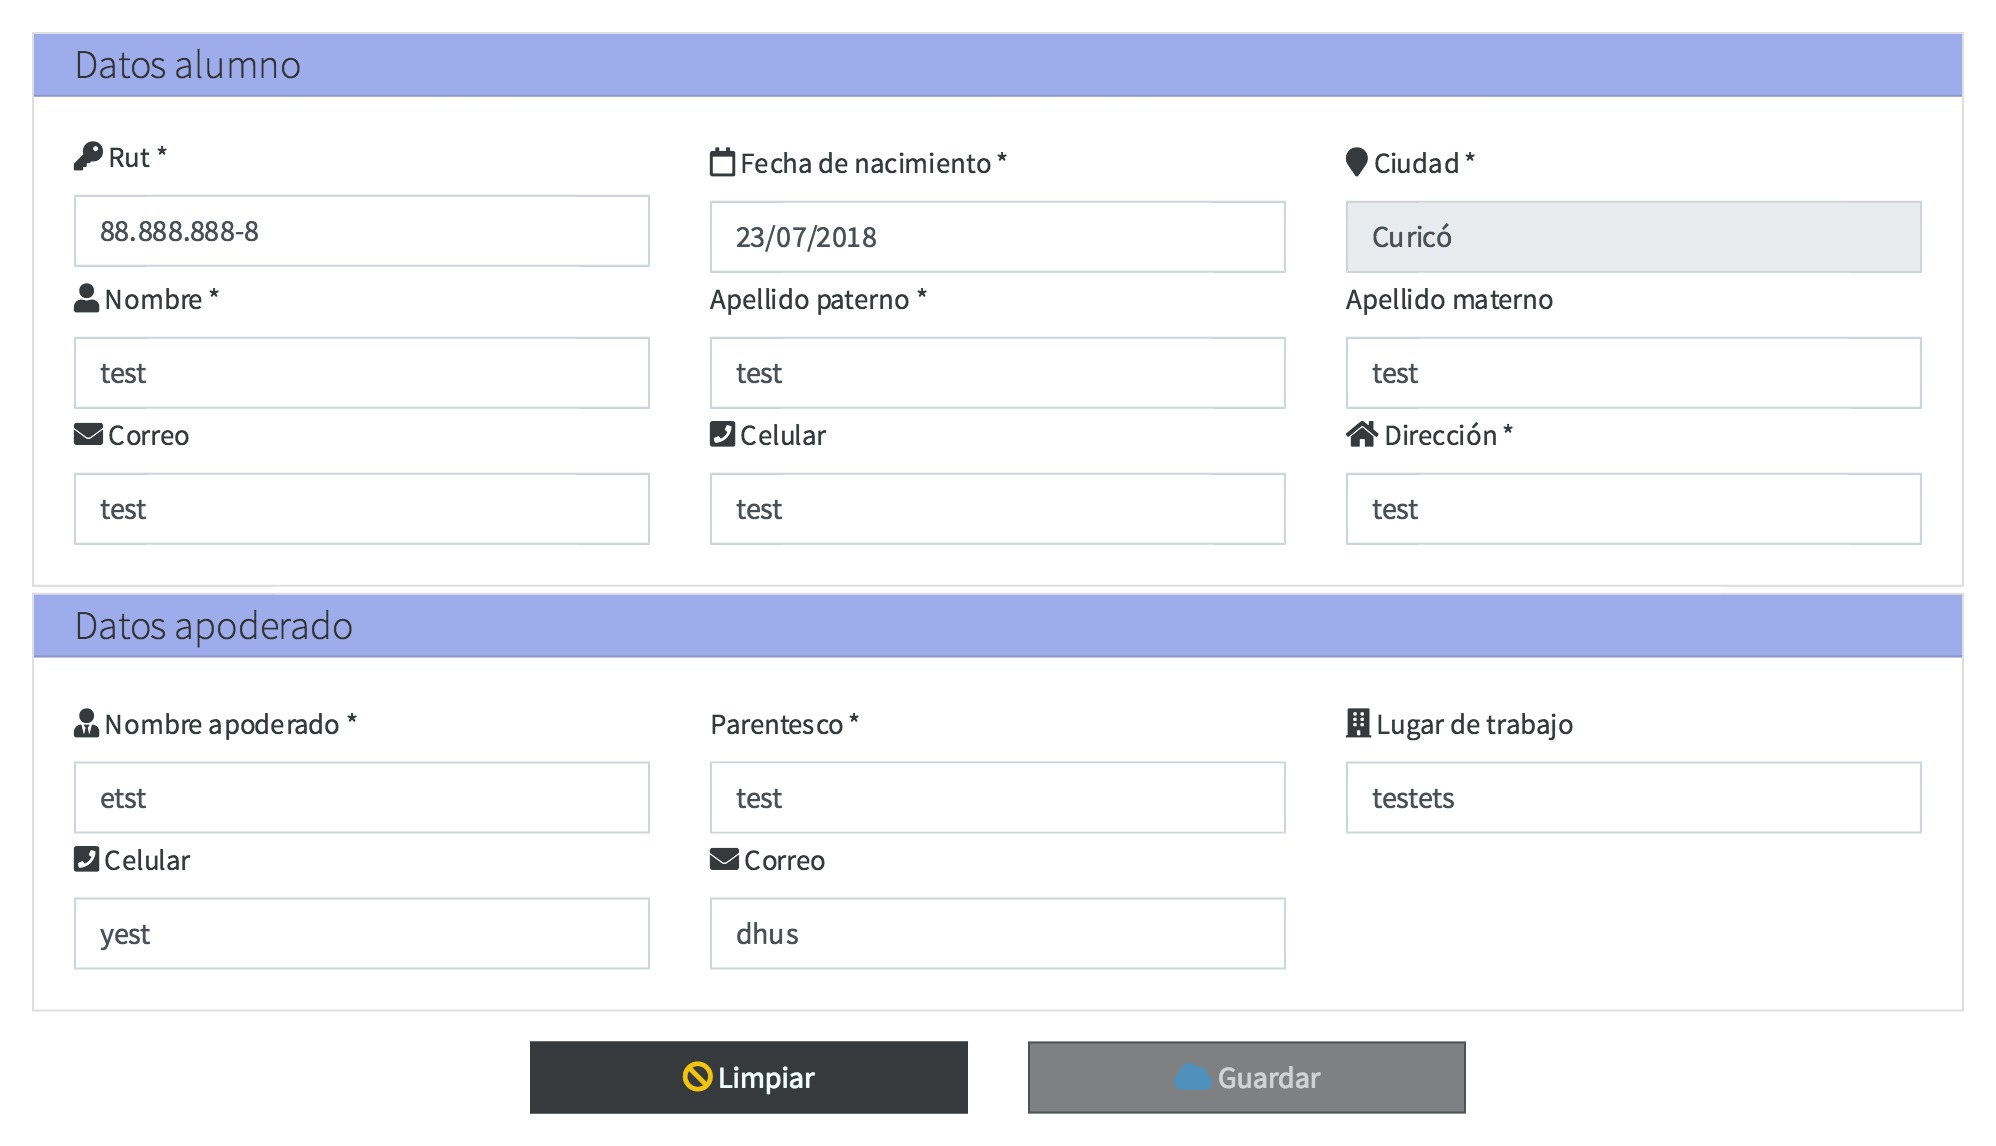 Datos alumno
Rut *
Fecha de nacimiento *
Ciudad *
88.888.888-8
23/07/2018
Curicó
Nombre *
Apellido paterno *
Apellido materno
test
test
test
Correo
Celular
Dirección *
test
test
test
Datos apoderado
Nombre apoderado *
Parentesco *
Lugar de trabajo
etst
test
testets
Celular
Correo
yest
dhus
Limpiar
Guardar